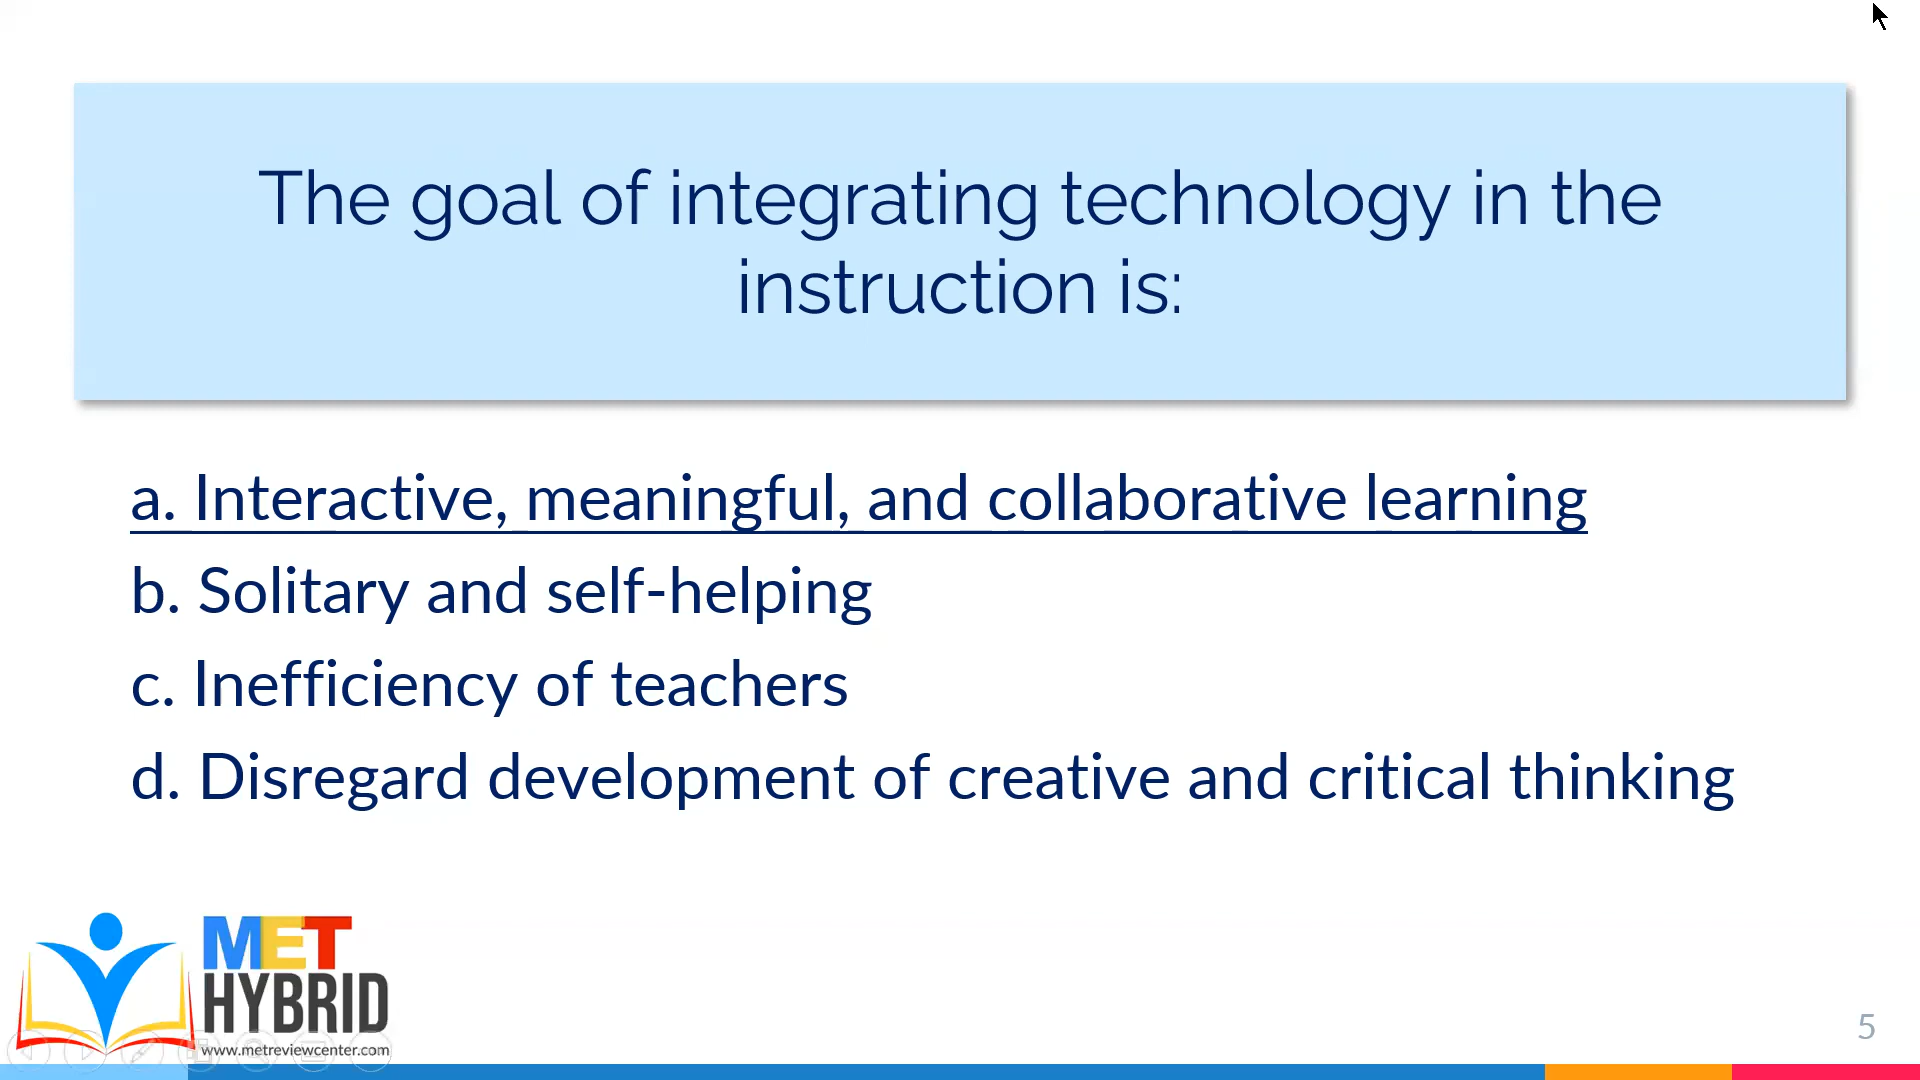 The goal of integrating technology in the
instruction is:
a. Interactive, meaningful, and collaborative learning
b. Solitary and self-helping
c. Inefficiency of teachers
d. Disregard development of creative and critical thinking
MET
HYBRID
www.metreviewcenter.com
5